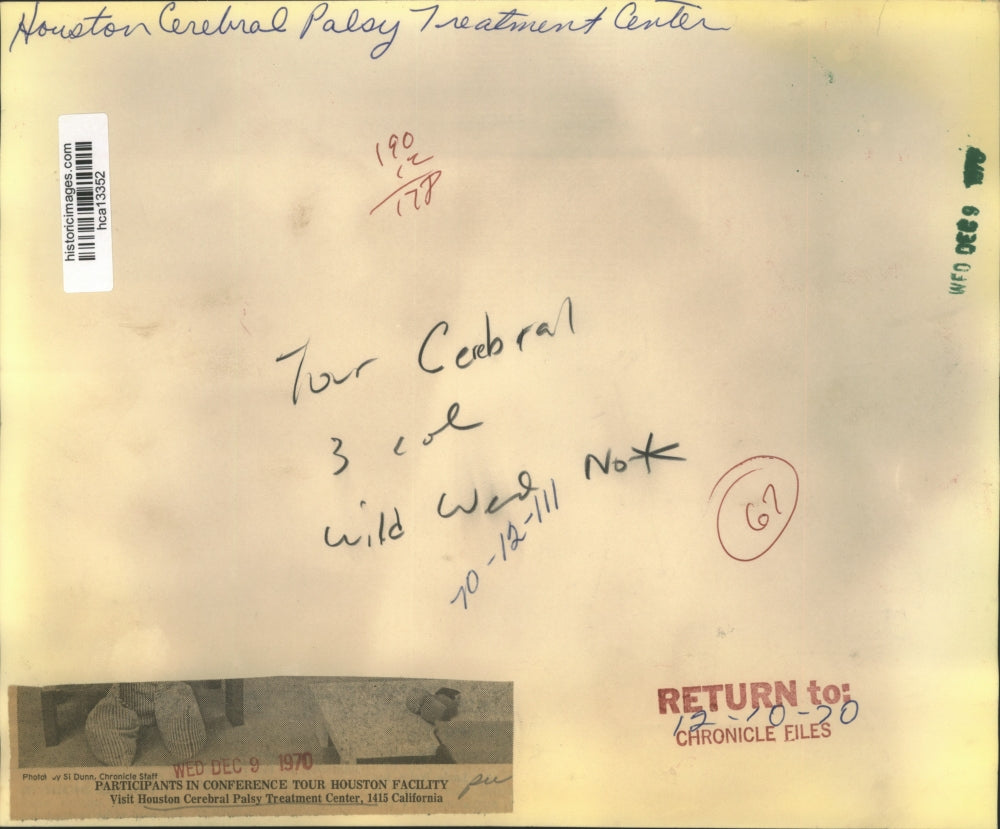 Houston Cerebral Palsy Treatment Center
historicimages.com
hca13352
190
12
178
WED DEC 9 1970
Tour Cerebral
3 col
Wild Wed Not
70-12-111
67
RETURN to:
12-10-70
CHRONICLE FILES
Photo by Si Dunn, Chronicle Staff
WED DEC 9 1970
PARTICIPANTS IN CONFERENCE TOUR HOUSTON FACILITY
Visit Houston Cerebral Palsy Treatment Center, 1415 California